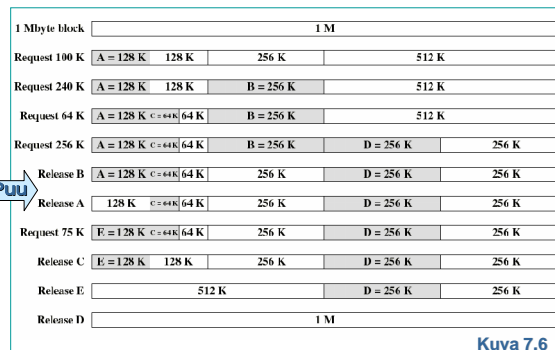 1 Mbyte block 1 M
Request 100 K A = 128 K 128 K 256 K 512 K
Request 240 K A = 128 K 128 K B = 256 K 512 K
Request 64 K A = 128 K C = 64 K 64 K B = 256 K 512 K
Request 256 K A = 128 K C = 64 K 64 K B = 256 K D = 256 K 256 K
Release B A = 128 K C = 64 K 64 K 256 K D = 256 K 256 K
Puu
Release A 128 K C = 64 K 64 K 256 K D = 256 K 256 K
Request 75 K E = 128 K C = 64 K 64 K 256 K D = 256 K 256 K
Release C E = 128 K 128 K 256 K D = 256 K 256 K
Release E 512 K D = 256 K 256 K
Release D 1 M
Kuva 7.6